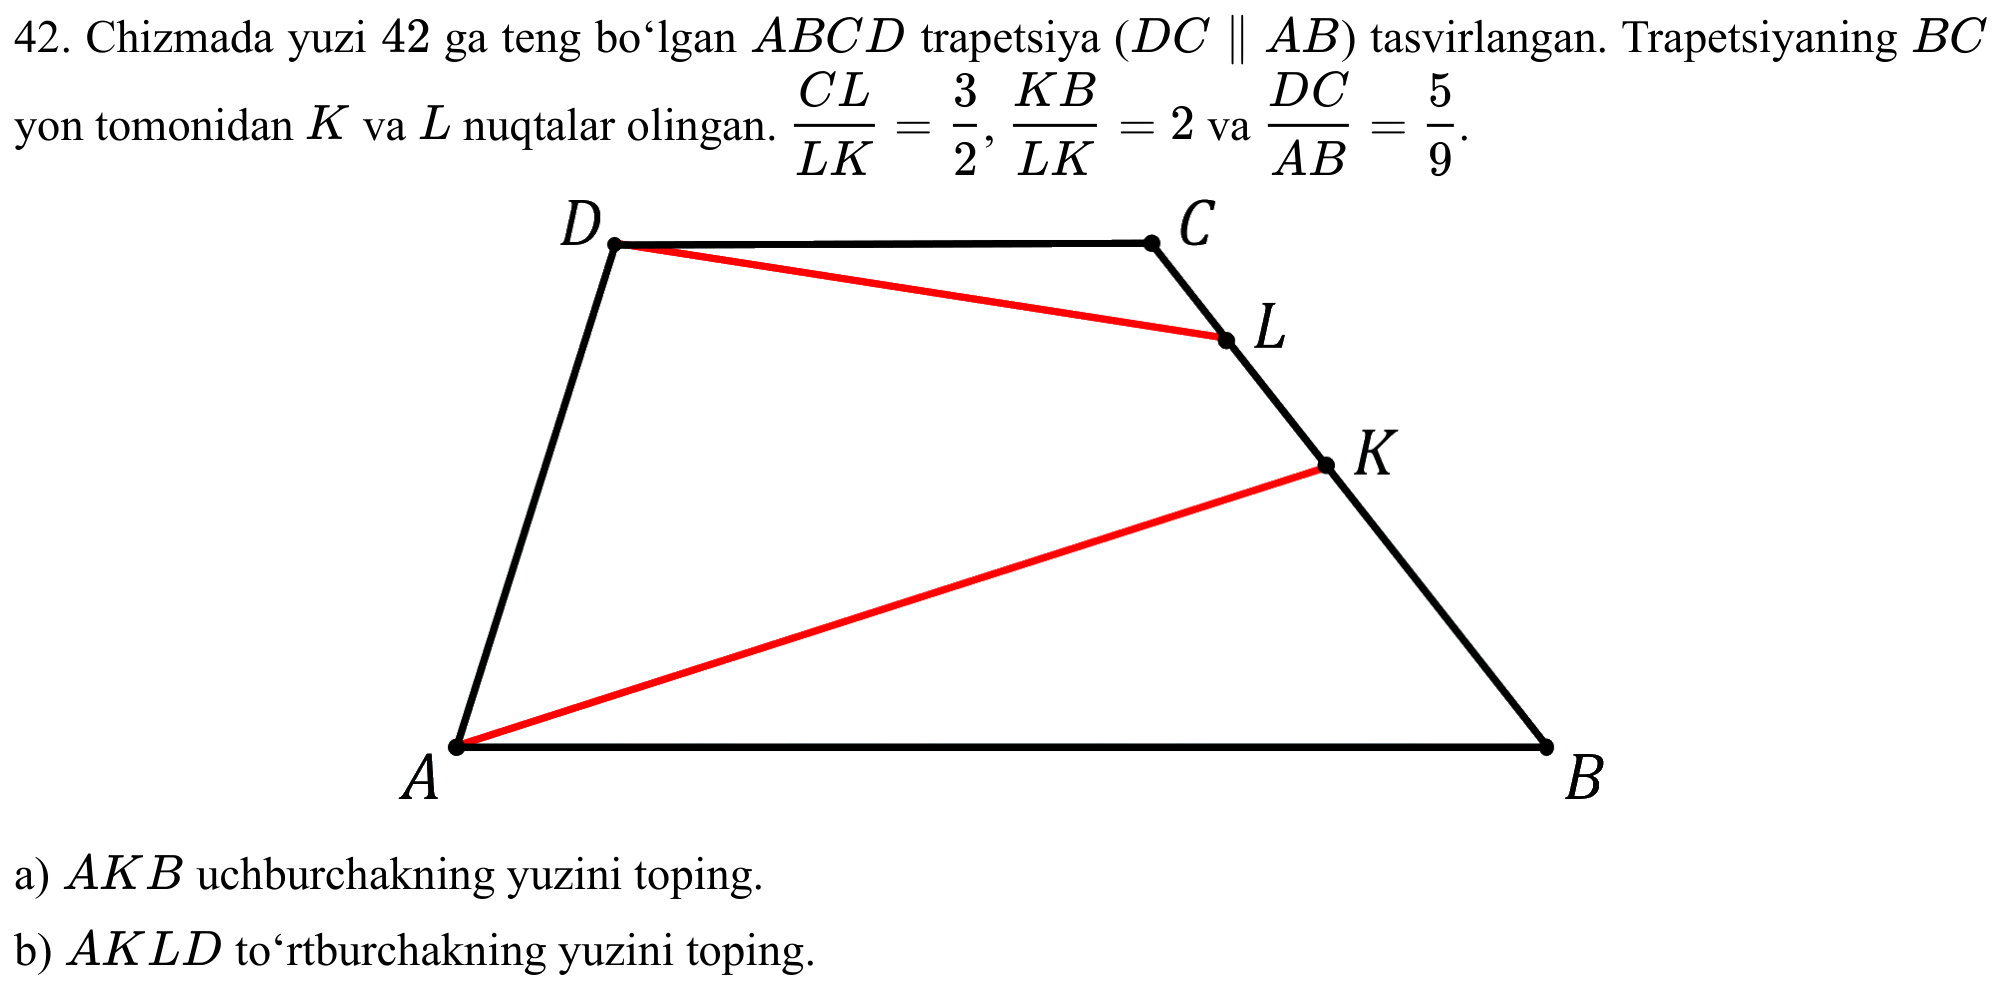 42. Chizmada yuzi 42 ga teng bo‘lgan ABCD trapetsiya (DC ∥ AB) tasvirlangan. Trapetsiyaning BC
yon tomonidan K va L nuqtalar olingan. CL/LK = 3/2, KB/LK = 2 va DC/AB = 5/9.
D C
L
K
A B
a) AKB uchburchakning yuzini toping.
b) AKLD to‘rtburchakning yuzini toping.